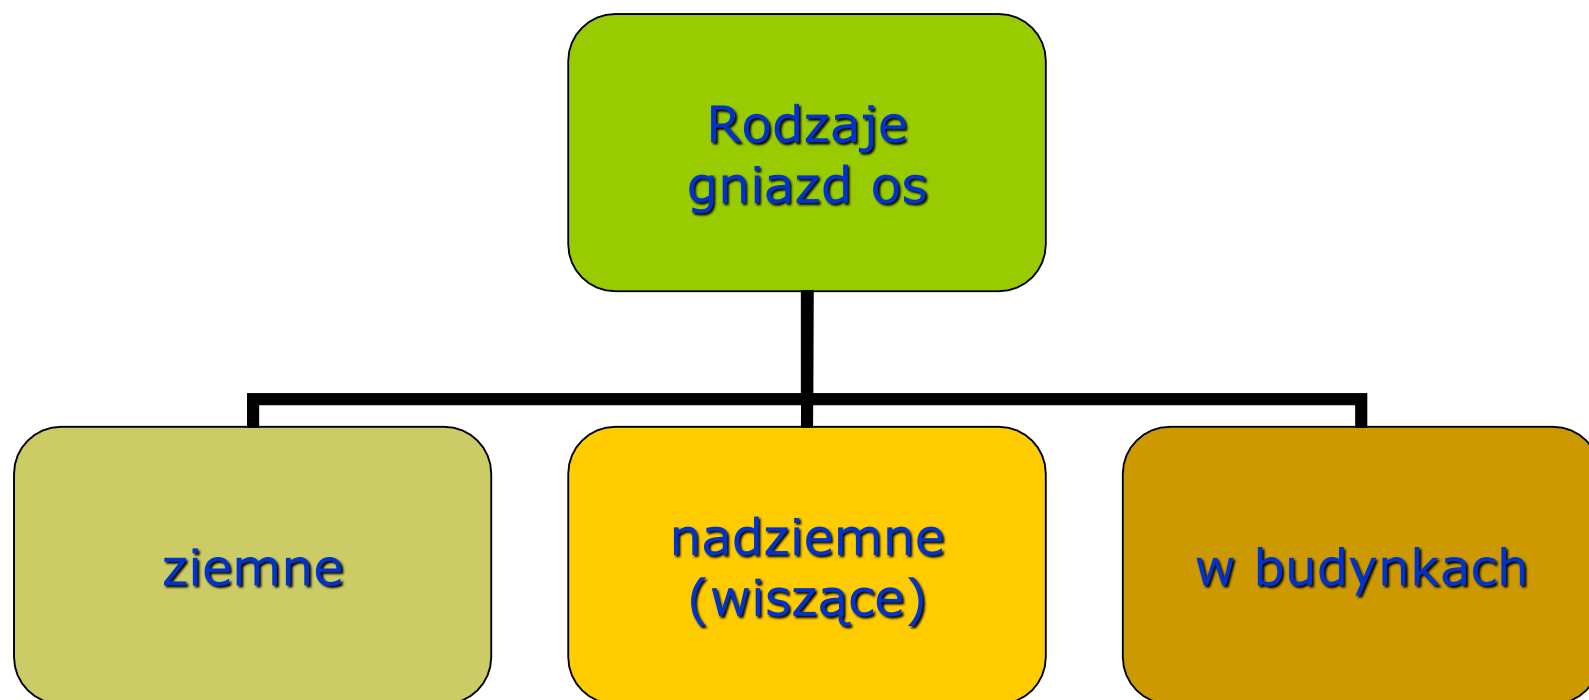 Rodzaje
gniazd os
ziemne
nadziemne
(wiszące)
w budynkach